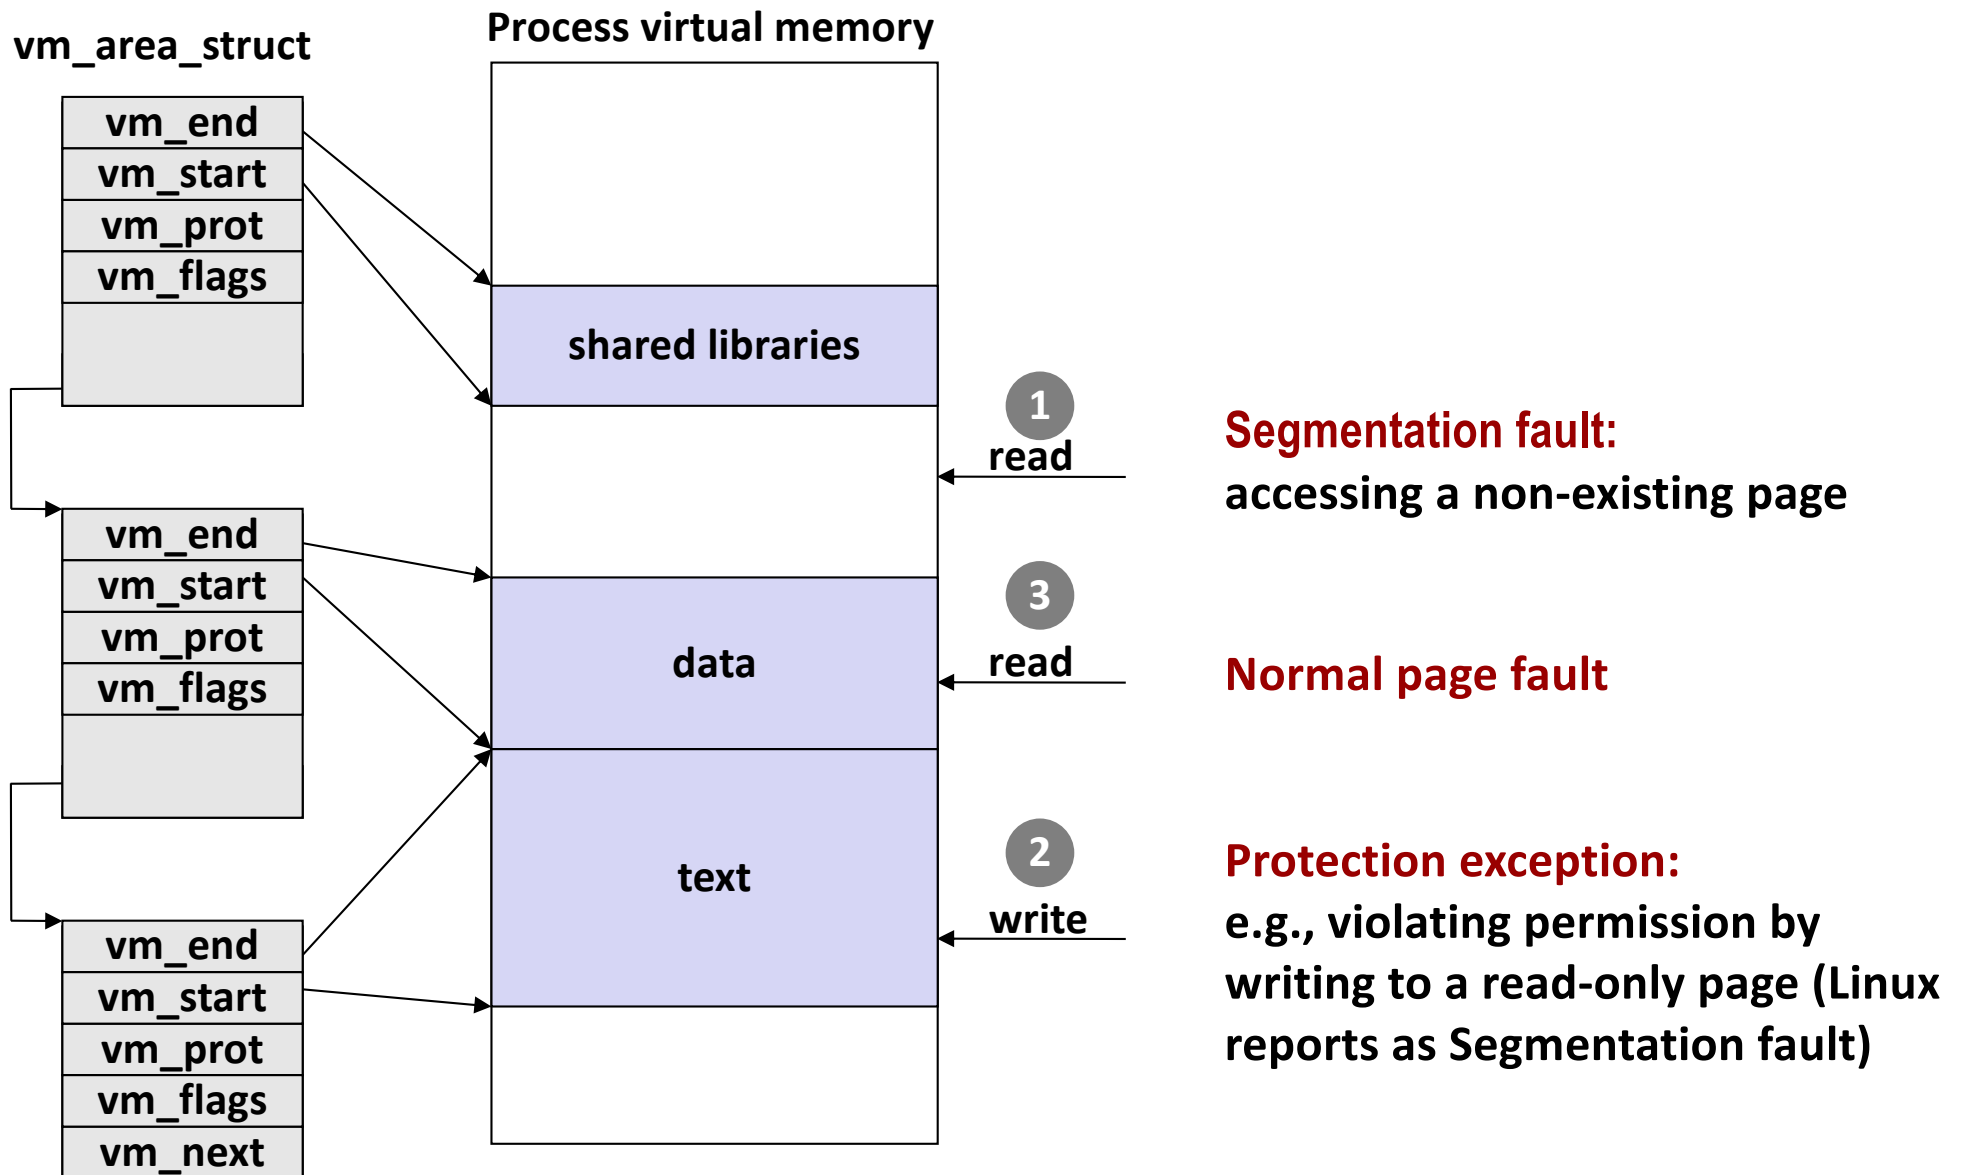 vm_area_struct
Process virtual memory
vm_end
vm_start
vm_prot
vm_flags
shared libraries
1
read
Segmentation fault:
accessing a non-existing page
vm_end
vm_start
vm_prot
vm_flags
data
3
read
Normal page fault
text
2
write
Protection exception:
e.g., violating permission by
writing to a read-only page (Linux
reports as Segmentation fault)
vm_end
vm_start
vm_prot
vm_flags
vm_next